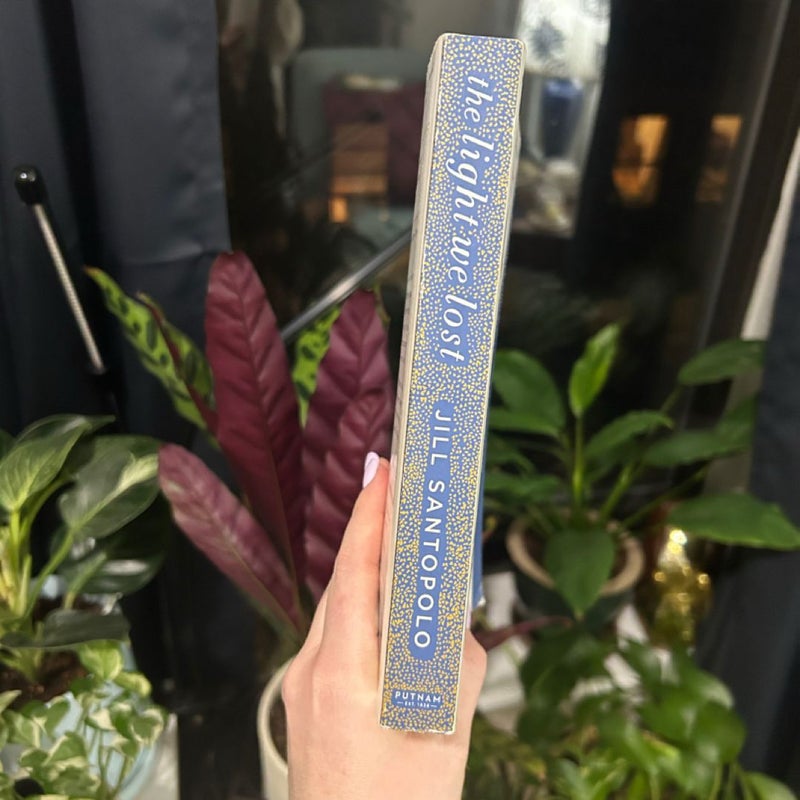 the light we lost
JILL SANTOPOLO
PUTNAM
EST. 1838